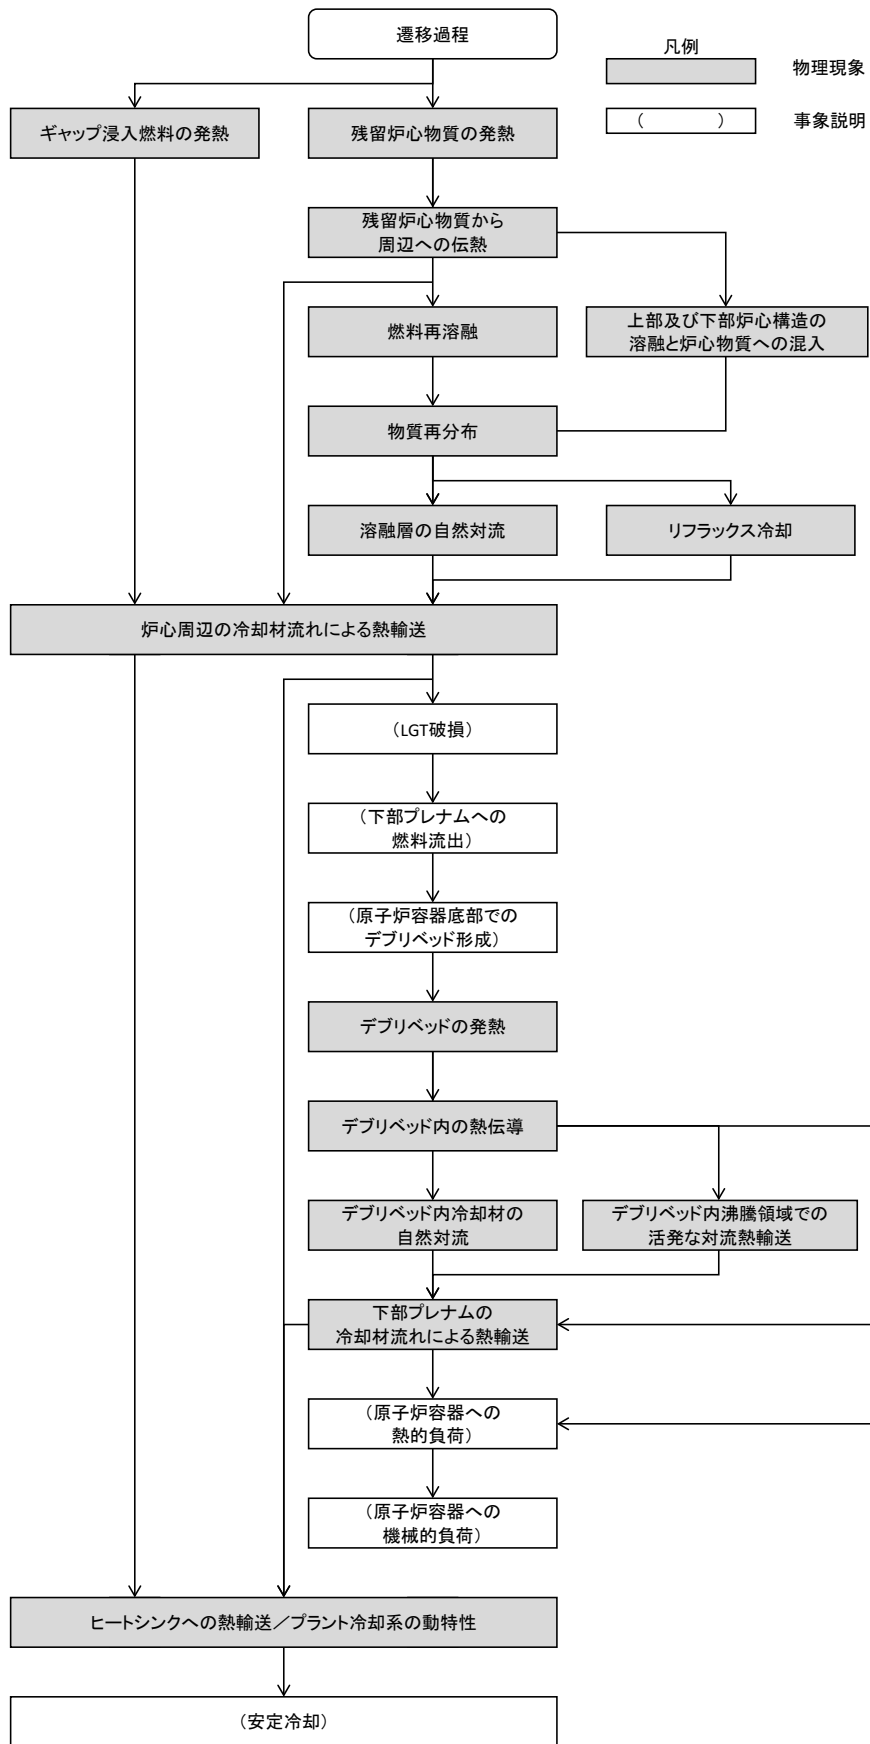 遷移過程
凡例
物理現象
(　　　　)
事象説明
ギャップ浸入燃料の発熱
残留炉心物質の発熱
残留炉心物質から
周辺への伝熱
燃料再溶融
上部及び下部炉心構造の
溶融と炉心物質への混入
物質再分布
溶融層の自然対流
リフラックス冷却
炉心周辺の冷却材流れによる熱輸送
(LGT破損)
(下部プレナムへの
燃料流出)
(原子炉容器底部での
デブリベッド形成)
デブリベッドの発熱
デブリベッド内の熱伝導
デブリベッド内冷却材の
自然対流
デブリベッド内沸騰領域での
活発な対流熱輸送
下部プレナムの
冷却材流れによる熱輸送
(原子炉容器への
熱的負荷)
(原子炉容器への
機械的負荷)
ヒートシンクへの熱輸送／プラント冷却系の動特性
(安定冷却)